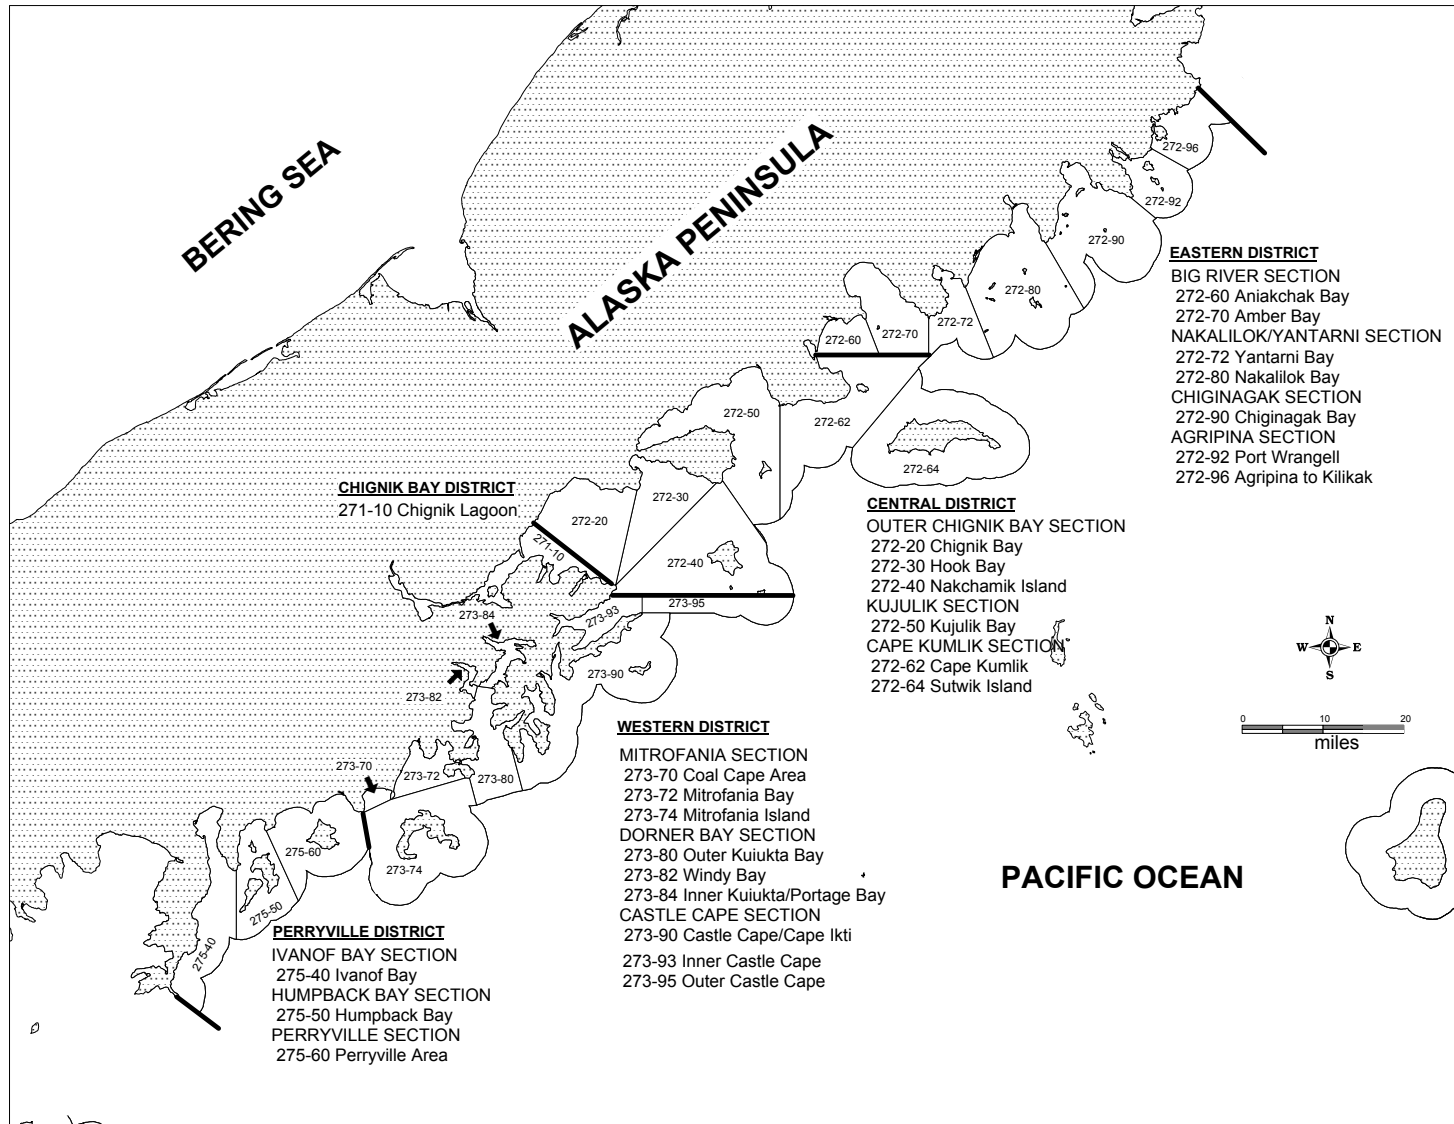 BERING SEA
ALASKA PENINSULA
272-96
272-92
272-90
272-80
272-72
272-70
272-60
272-50
272-62
272-64
272-30
272-20
271-10
272-40
273-95
273-93
273-84
273-90
273-82
273-80
273-72
273-70
273-74
275-60
275-50
275-40
EASTERN DISTRICT
BIG RIVER SECTION
272-60 Aniakchak Bay
272-70 Amber Bay
NAKALILOK/YANTARNI SECTION
272-72 Yantarni Bay
272-80 Nakalilok Bay
CHIGINAGAK SECTION
272-90 Chiginagak Bay
AGRIPINA SECTION
272-92 Port Wrangell
272-96 Agripina to Kilikak
CHIGNIK BAY DISTRICT
271-10 Chignik Lagoon
CENTRAL DISTRICT
OUTER CHIGNIK BAY SECTION
272-20 Chignik Bay
272-30 Hook Bay
272-40 Nakchamik Island
KUJULIK SECTION
272-50 Kujulik Bay
CAPE KUMLIK SECTION
272-62 Cape Kumlik
272-64 Sutwik Island
WESTERN DISTRICT
MITROFANIA SECTION
273-70 Coal Cape Area
273-72 Mitrofania Bay
273-74 Mitrofania Island
DORNER BAY SECTION
273-80 Outer Kuiukta Bay
273-82 Windy Bay
273-84 Inner Kuiukta/Portage Bay
CASTLE CAPE SECTION
273-90 Castle Cape/Cape Ikti
273-93 Inner Castle Cape
273-95 Outer Castle Cape
PERRYVILLE DISTRICT
IVANOF BAY SECTION
275-40 Ivanof Bay
HUMPBACK BAY SECTION
275-50 Humpback Bay
PERRYVILLE SECTION
275-60 Perryville Area
N
W E
S
0 10 20
miles
PACIFIC OCEAN